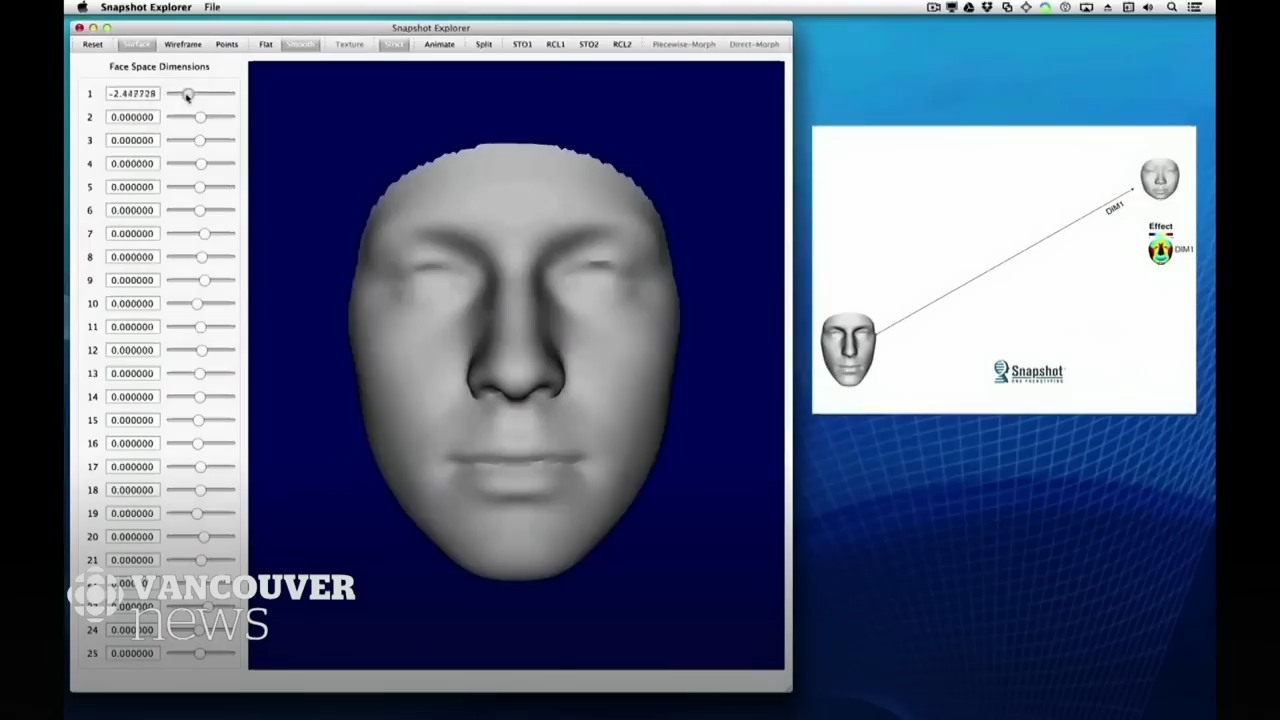 Snapshot Explorer File
Snapshot Explorer
Reset Surface Wireframe Points Flat Smooth Texture Strict Animate Split STO1 RCL1 STO2 RCL2 Piecewise-Morph Direct-Morph
Face Space Dimensions
1 -2.447728
2 0.000000
3 0.000000
4 0.000000
5 0.000000
6 0.000000
7 0.000000
8 0.000000
9 0.000000
10 0.000000
11 0.000000
12 0.000000
13 0.000000
14 0.000000
15 0.000000
16 0.000000
17 0.000000
18 0.000000
19 0.000000
20 0.000000
21 0.000000
24 0.000000
25 0.000000
VANCOUVER
news
DIM1
Effect
DIM1
Snapshot
DNA PHENOTYPING